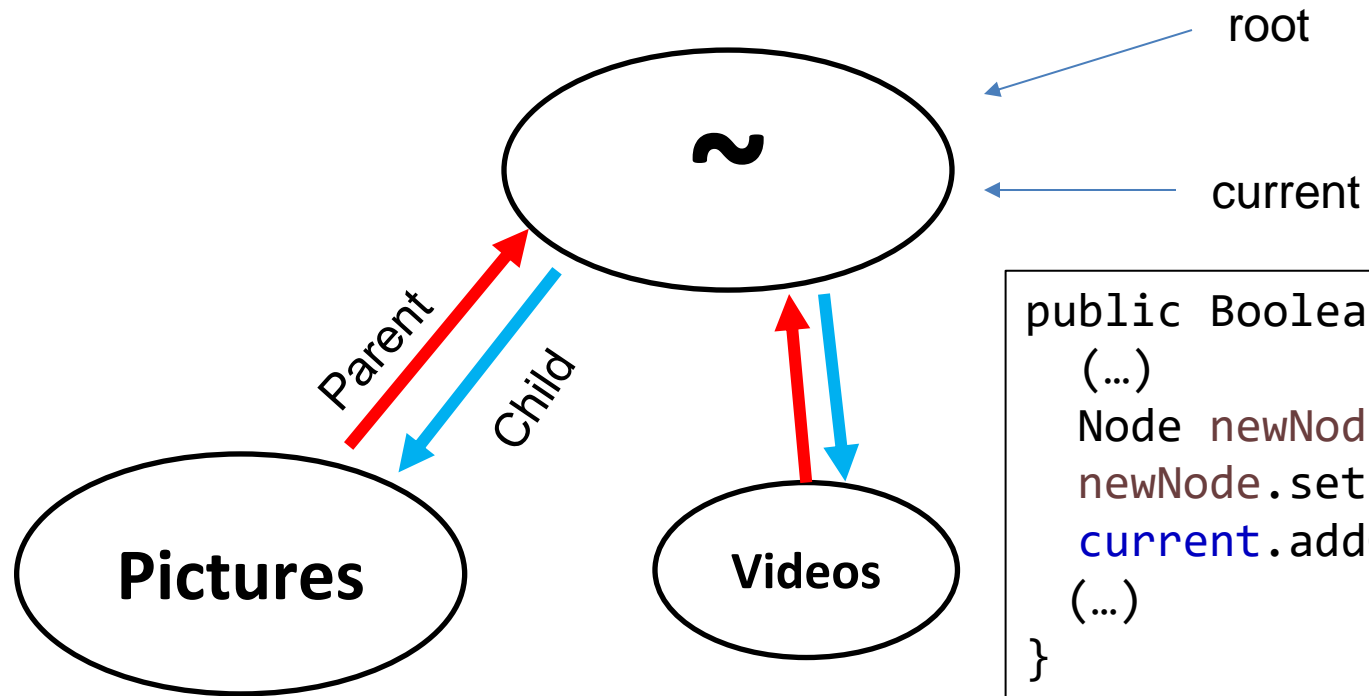 root
~
current
Parent
Child
Pictures
Videos
public Boolea
(…)
Node newNod
newNode.set
current.add
(…)
}